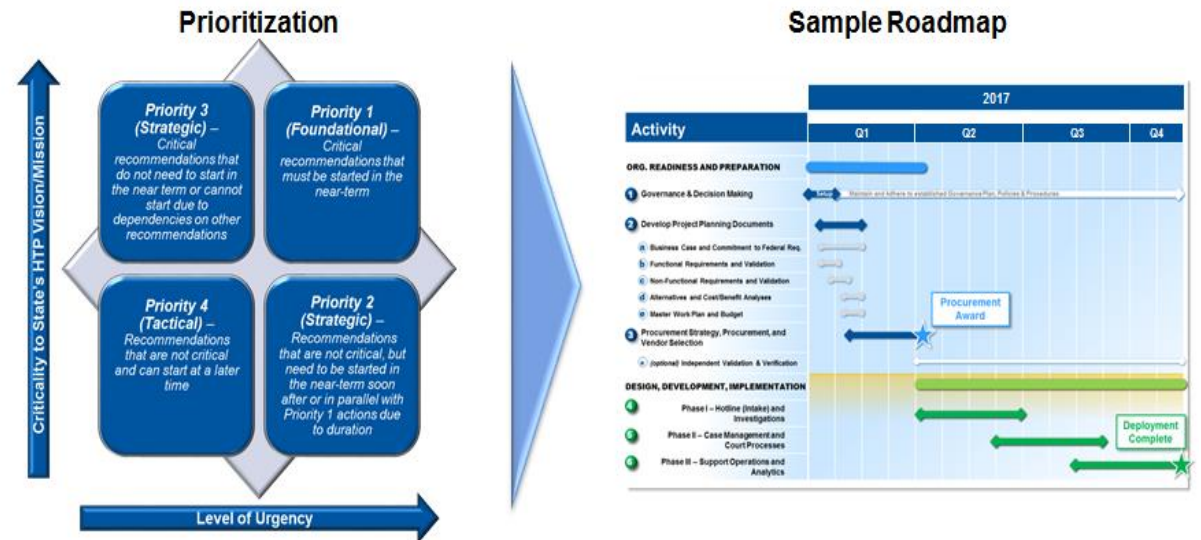 Prioritization
Criticality to State's HTP Vision/Mission
Priority 3
(Strategic) –
Critical
recommendations that
do not need to start in
the near term or cannot
start due to
dependencies on other
recommendations
Priority 1
(Foundational) –
Critical
recommendations that
must be started in the
near-term
Priority 4
(Tactical) –
Recommendations
that are not critical
and can start at a later
time
Priority 2
(Strategic) –
Recommendations
that are not critical, but
need to be started in
the near-term soon
after or in parallel with
Priority 1 actions due
to duration
Level of Urgency
Sample Roadmap
2017
Activity
Q1
Q2
Q3
Q4
ORG. READINESS AND PREPARATION
1 Governance & Decision Making
Setup
Maintain and Adhere to established Governance Plan, Policies & Procedures
2 Develop Project Planning Documents
a Business Case and Commitment to Federal Req.
b Functional Requirements and Validation
c Non-Functional Requirements and Validation
d Alternatives and Cost/Benefit Analyses
e Master Work Plan and Budget
Procurement
Award
3 Procurement Strategy, Procurement, and
Vendor Selection
(optional) Independent Validation & Verification
DESIGN, DEVELOPMENT, IMPLEMENTATION
4 Phase I – Hotline (Intake) and
Investigations
Phase II – Case Management and
Court Processes
Deployment
Complete
Phase III – Support Operations and
Analytics